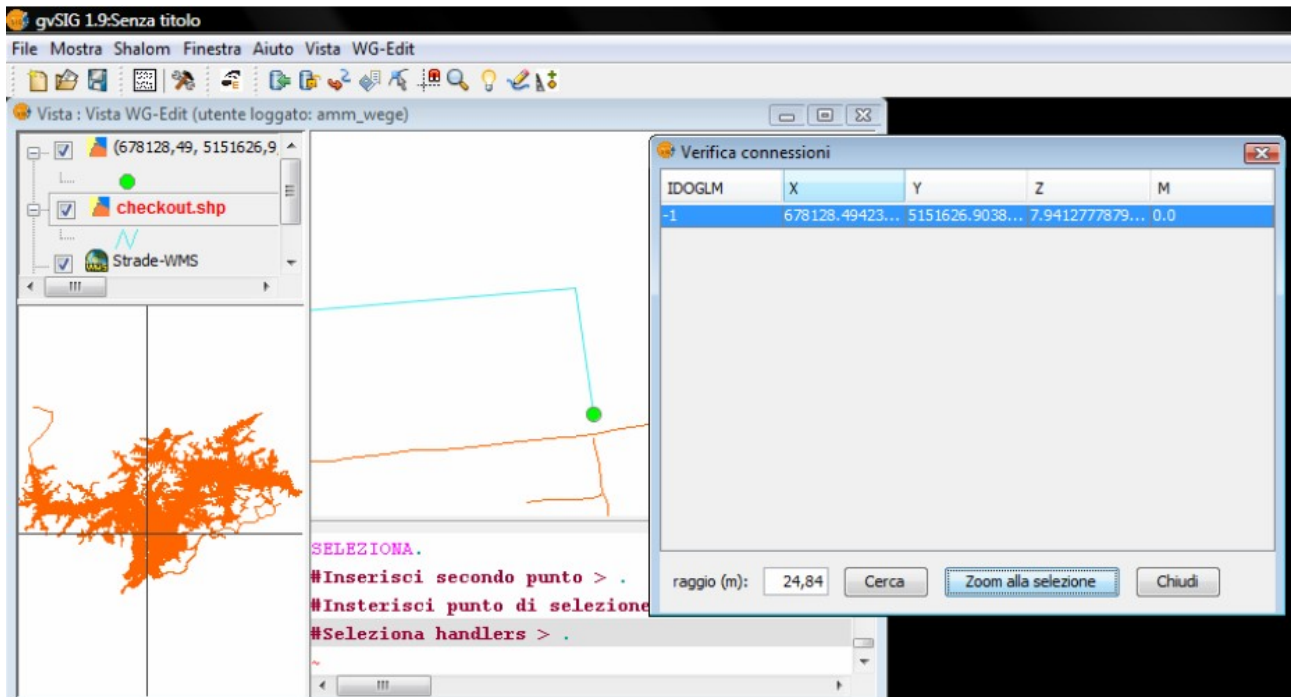 gvSIG 1.9:Senza titolo
File Mostra Shalom Finestra Aiuto Vista WG-Edit
Vista : Vista WG-Edit (utente loggato: amm_wege)
(678128,49, 5151626,9
checkout.shp
Strade-WMS
Verifica connessioni
IDOGLM X Y Z M
-1 678128.49423... 5151626.9038... 7.9412777879... 0.0
raggio (m): 24,84 Cerca Zoom alla selezione Chiudi
SELEZIONA.
#Inserisci secondo punto > .
#Insterisci punto di selezione
#Seleziona handlers > .
~